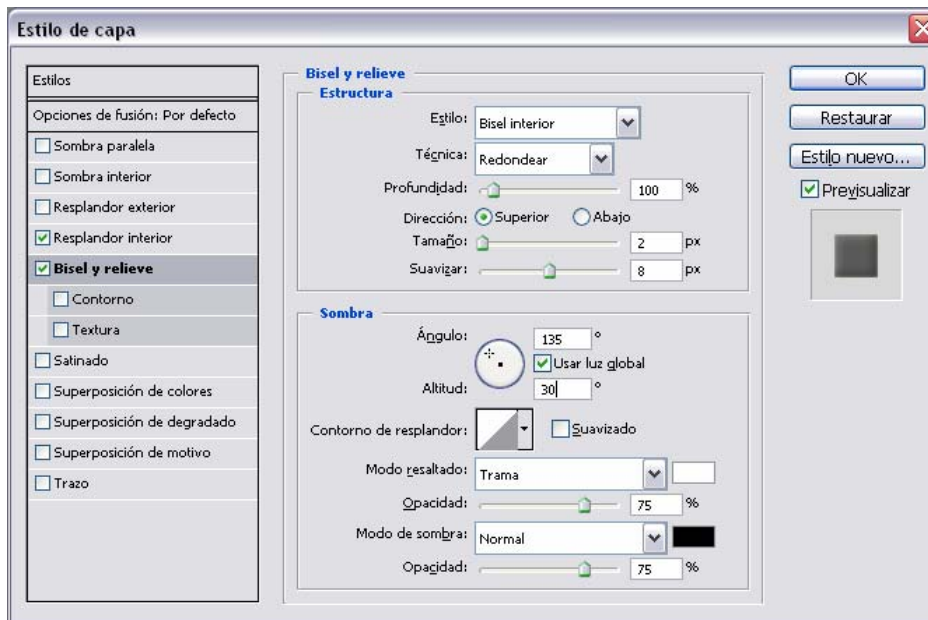 Estilo de capa
Estilos
Opciones de fusión: Por defecto
Sombra paralela
Sombra interior
Resplandor exterior
Resplandor interior
Bisel y relieve
Contorno
Textura
Satinado
Superposición de colores
Superposición de degradado
Superposición de motivo
Trazo
Bisel y relieve
Estructura
Estilo: Bisel interior
Técnica: Redondear
Profundidad: 100 %
Dirección: Superior Abajo
Tamaño: 2 px
Suavizar: 8 px
Sombra
Ángulo: 135 °
Usar luz global
Altitud: 30 °
Contorno de resplandor: Suavizado
Modo resaltado: Trama
Opacidad: 75 %
Modo de sombra: Normal
Opacidad: 75 %
OK
Restaurar
Estilo nuevo...
Previsualizar